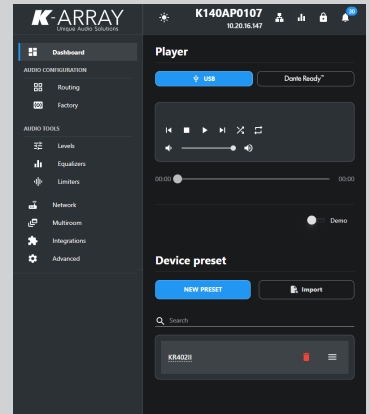 K-ARRAY
Unique Audio Solutions
K140AP0107
10.20.16.147
30
Dashboard
AUDIO CONFIGURATION
Routing
Factory
AUDIO TOOLS
Levels
Equalizers
Limiters
Network
Multiroom
Integrations
Advanced
Player
USB
Dante Ready™
00:00
00:00
Demo
Device preset
NEW PRESET
Import
Search
KR402II